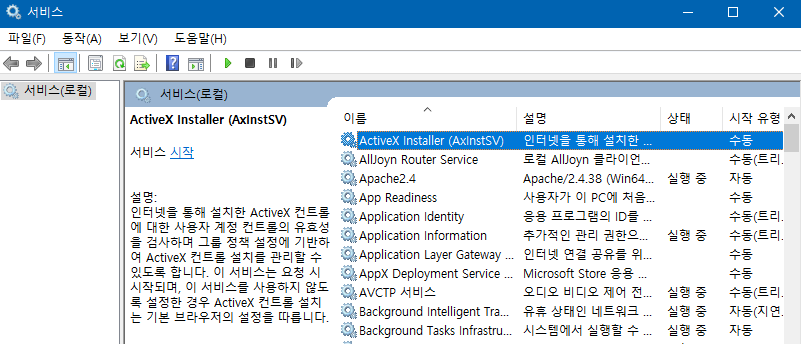 서비스
파일(F) 동작(A) 보기(V) 도움말(H)
서비스(로컬)
서비스(로컬)
ActiveX Installer (AxInstSV)
서비스 시작
설명:
인터넷을 통해 설치한 ActiveX 컨트롤
에 대한 사용자 계정 컨트롤의 유효성
을 검사하며 그룹 정책 설정에 기반하
여 ActiveX 컨트롤 설치를 관리할 수
있도록 합니다. 이 서비스는 요청 시
시작되며, 이 서비스를 사용하지 않도
록 설정한 경우 ActiveX 컨트롤 설치
는 기본 브라우저의 설정을 따릅니다.
이름 설명 상태 시작 유형
ActiveX Installer (AxInstSV) 인터넷을 통해 설치한 ... 수동
AllJoyn Router Service 로컬 AllJoyn 클라이언... 수동(트리...
Apache2.4 Apache/2.4.38 (Win64... 실행 중 자동
App Readiness 사용자가 이 PC에 처음... 수동
Application Identity 응용 프로그램의 ID를 ... 수동(트리...
Application Information 추가적인 관리 권한으... 실행 중 수동(트리...
Application Layer Gateway ... 인터넷 연결 공유를 위... 수동
AppX Deployment Service ... Microsoft Store 응용 ... 수동
AVCTP 서비스 오디오 비디오 제어 전... 실행 중 수동(트리...
Background Intelligent Tra... 유휴 상태인 네트워크 ... 실행 중 자동(지연...
Background Tasks Infrastru... 시스템에서 실행할 수 ... 실행 중 자동